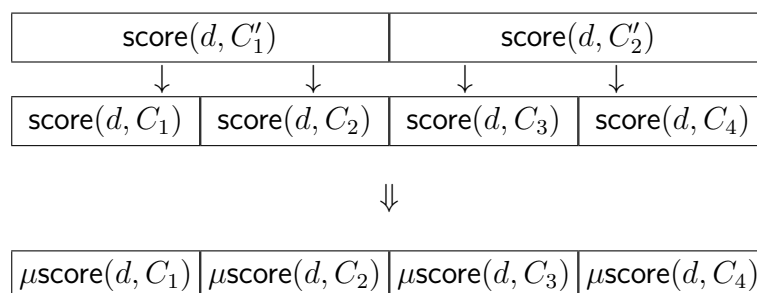 score(d, C′₁) score(d, C′₂)
↓ ↓ ↓ ↓
score(d, C₁) score(d, C₂) score(d, C₃) score(d, C₄)
⇓
μscore(d, C₁) μscore(d, C₂) μscore(d, C₃) μscore(d, C₄)